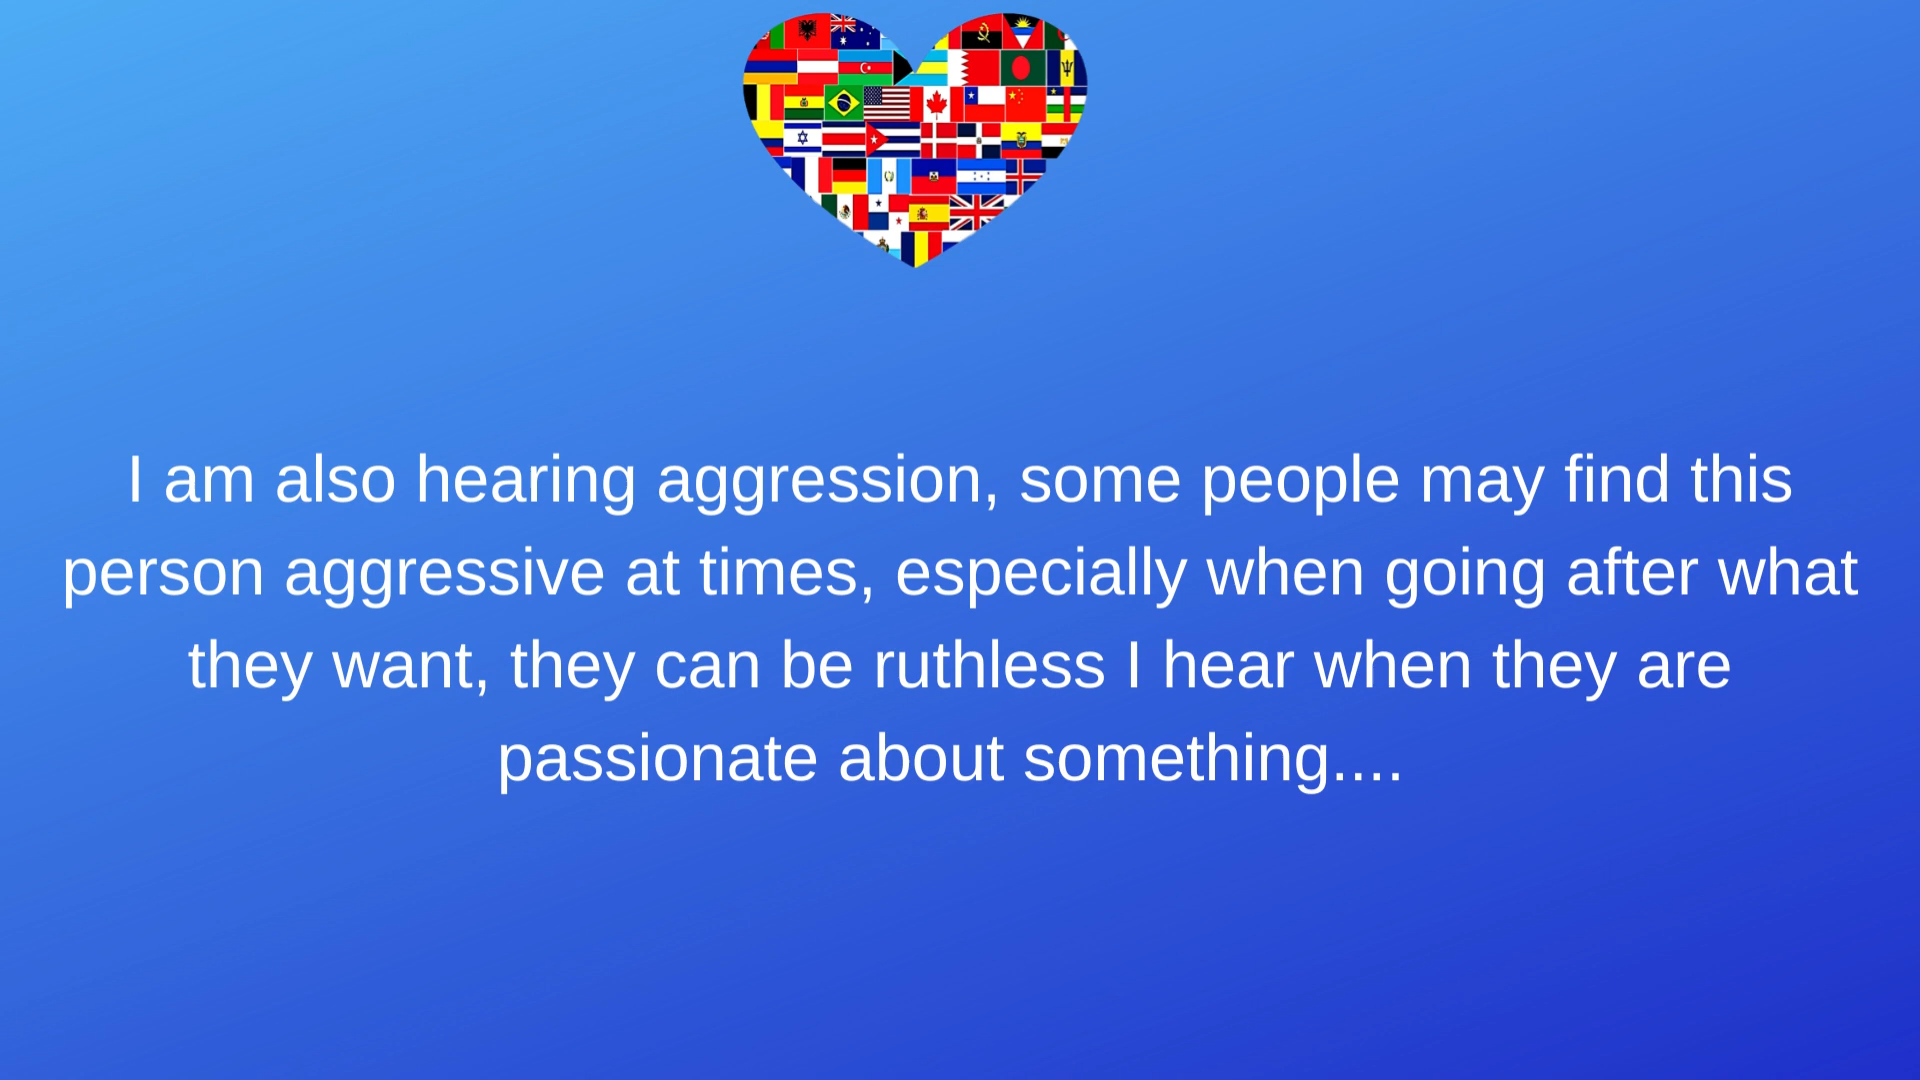 I am also hearing aggression, some people may find this
person aggressive at times, especially when going after what
they want, they can be ruthless I hear when they are
passionate about something....